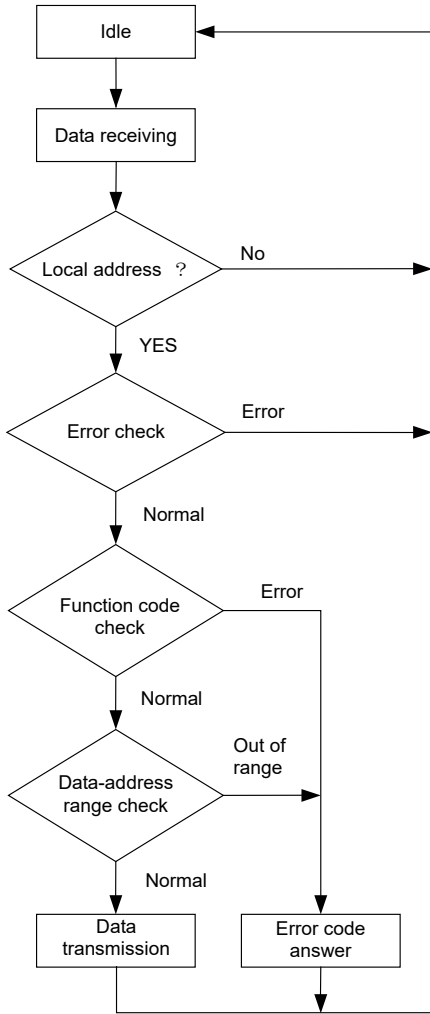 Idle
Data receiving
Local address ？
No
YES
Error check
Error
Normal
Function code
check
Error
Normal
Out of
range
Data-address
range check
Normal
Data
transmission
Error code
answer